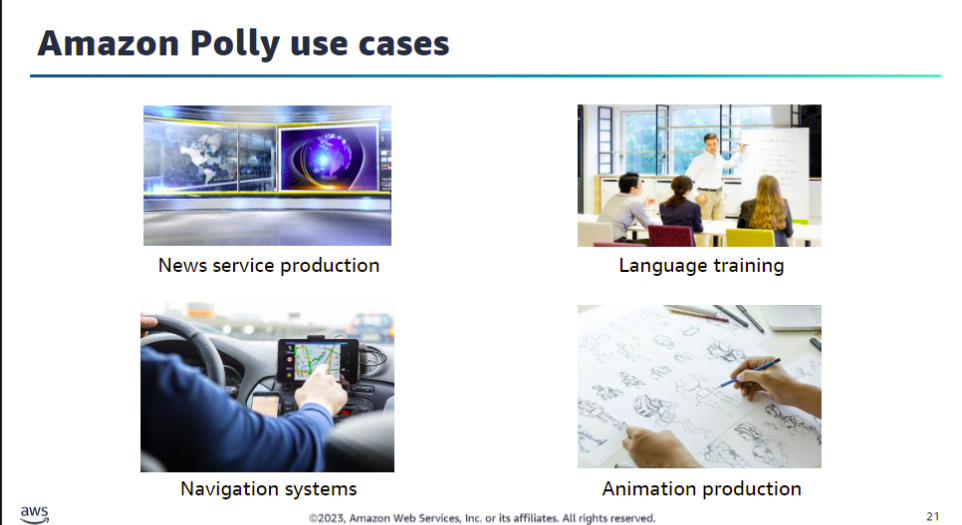 Amazon Polly use cases
News service production
Language training
Navigation systems
Animation production
aws
©2023, Amazon Web Services, Inc. or its affiliates. All rights reserved.
21